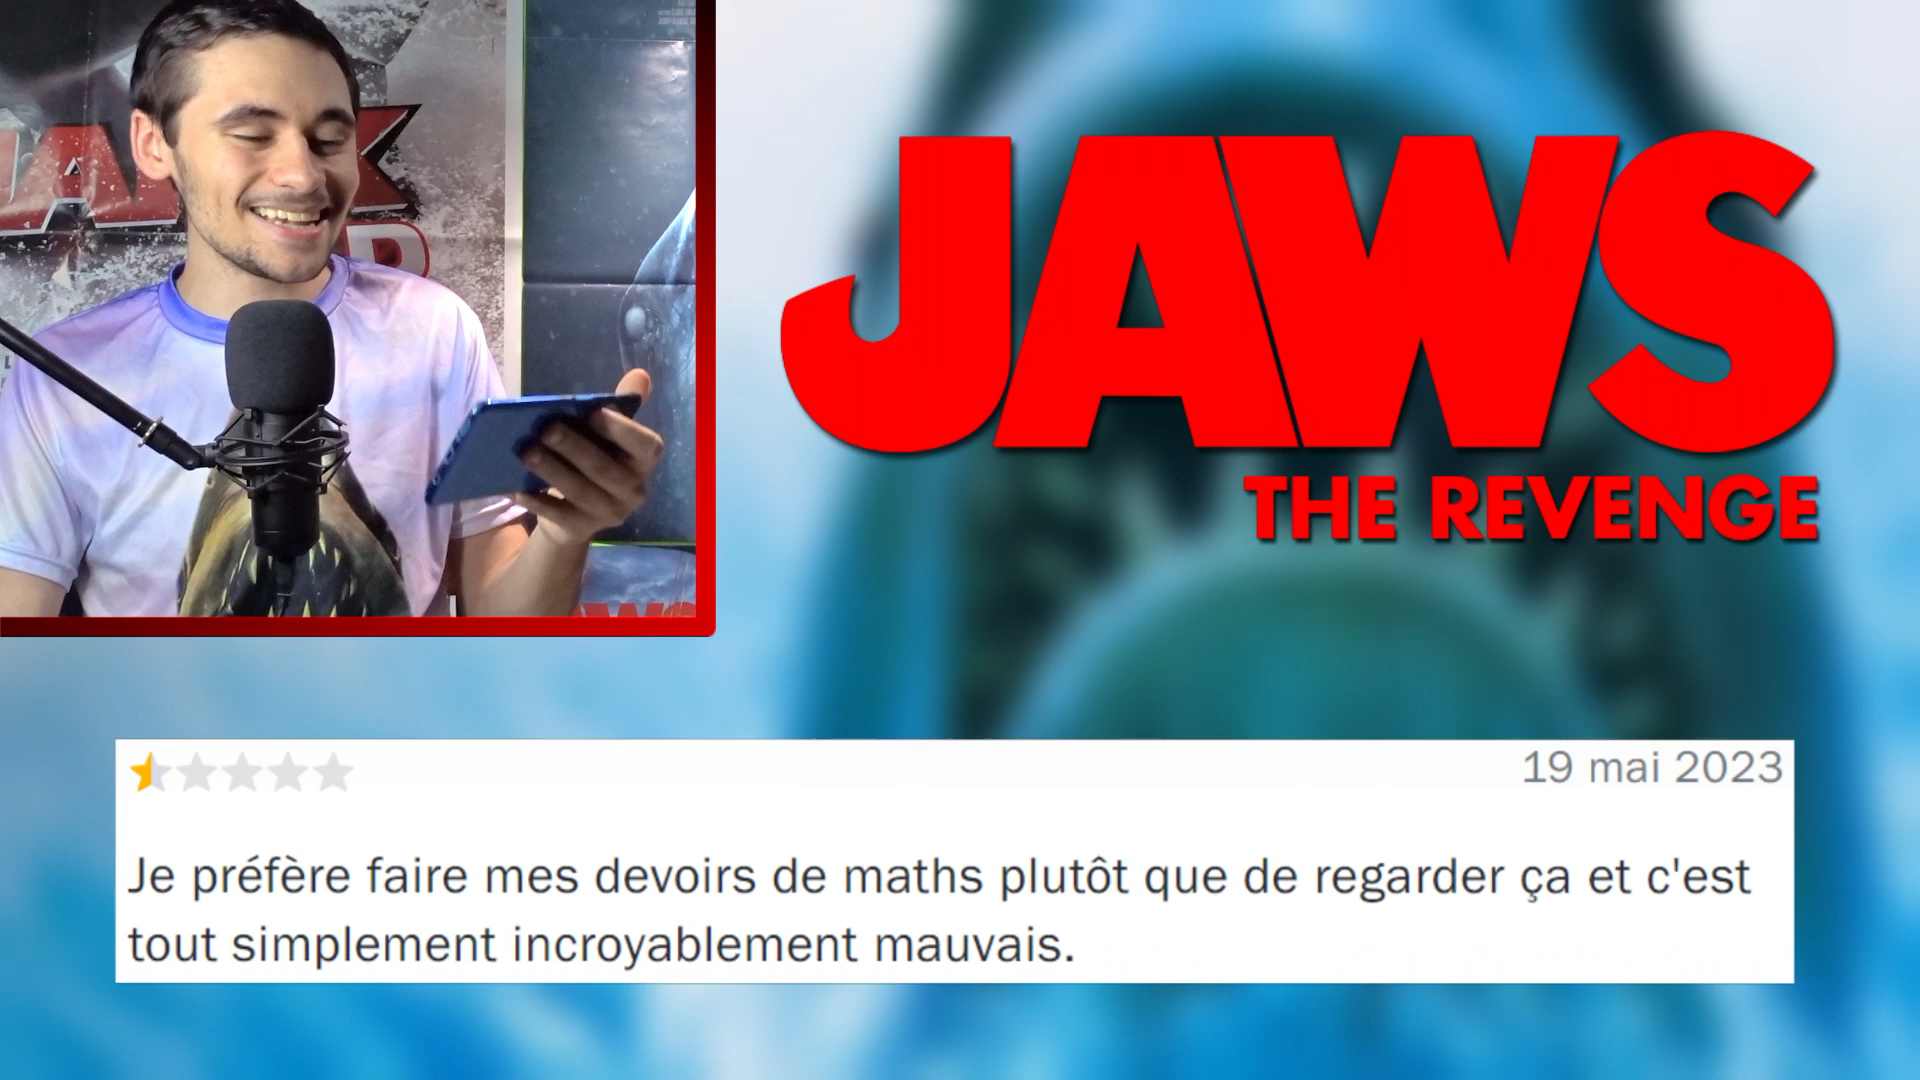 JAWS
THE REVENGE
19 mai 2023
Je préfère faire mes devoirs de maths plutôt que de regarder ça et c'est
tout simplement incroyablement mauvais.